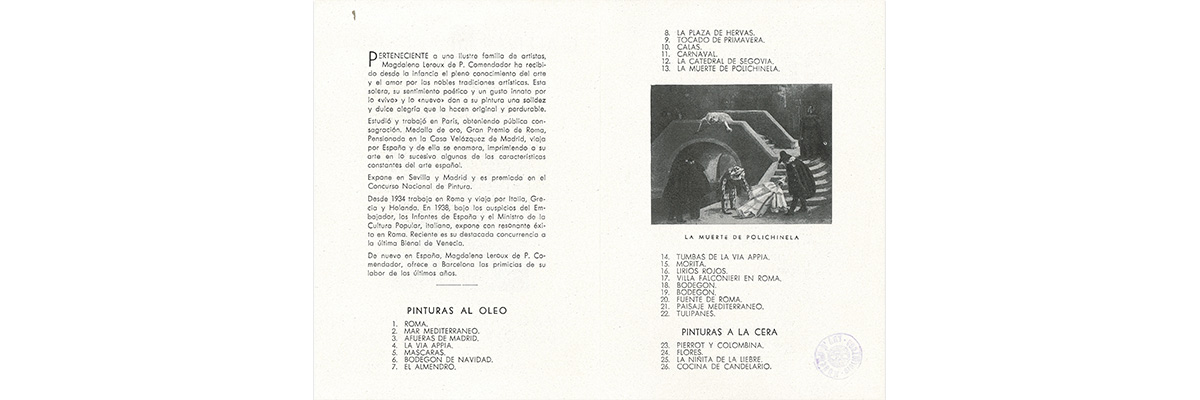 PERTENECIENTE a una ilustre familia de artistas,
Magdalena Leroux de P. Comendador ha recibi-
do desde la infancia el pleno conocimiento del arte
y el amor por las nobles tradiciones artísticas. Esta
solera, su sentimiento poético y un gusto innato por
lo «vivo» y lo «nuevo» dan a su pintura una solidez
y dulce alegría que la hacen original y perdurable.
Estudió y trabajó en París, obteniendo pública con-
sagración. Medalla de oro, Gran Premio de Roma,
Pensionada en la Casa Velázquez de Madrid, viaja
por España y de ella se enamora, imprimiendo a su
arte en lo sucesivo algunas de las características
constantes del arte español.
Expone en Sevilla y Madrid y es premiada en el
Concurso Nacional de Pintura.
Desde 1934 trabaja en Roma y viaja por Italia, Gre-
cia y Holanda. En 1938, bajo los auspicios del Em-
bajador, los Infantes de España y el Ministro de la
Cultura Popular, italiano, expone con resonante éxi-
to en Roma. Reciente es su destacada concurrencia a
la última Bienal de Venecia.
De nuevo en España, Magdalena Leroux de P. Co-
mendador, ofrece a Barcelona las primicias de su
labor de los últimos años.
PINTURAS AL OLEO
1. ROMA.
2. MAR MEDITERRANEO.
3. AFUERAS DE MADRID.
4. LA VIA APPIA.
5. MASCARAS.
6. BODEGON DE NAVIDAD.
7. EL ALMENDRO.
8. LA PLAZA DE HERVAS.
9. TOCADO DE PRIMAVERA.
10. CALAS.
11. CARNAVAL.
12. LA CATEDRAL DE SEGOVIA.
13. LA MUERTE DE POLICHINELA.
LA MUERTE DE POLICHINELA
14. TUMBAS DE LA VIA APPIA.
15. MORITA.
16. LIRIOS ROJOS.
17. VILLA FALCONIERI EN ROMA.
18. BODEGON.
19. BODEGON.
20. FUENTE DE ROMA.
21. PAISAJE MEDITERRANEO.
22. TULIPANES.
PINTURAS A LA CERA
23. PIERROT Y COLOMBINA.
24. FLORES.
25. LA NIÑITA DE LA LIEBRE.
26. COCINA DE CANDELARIO.